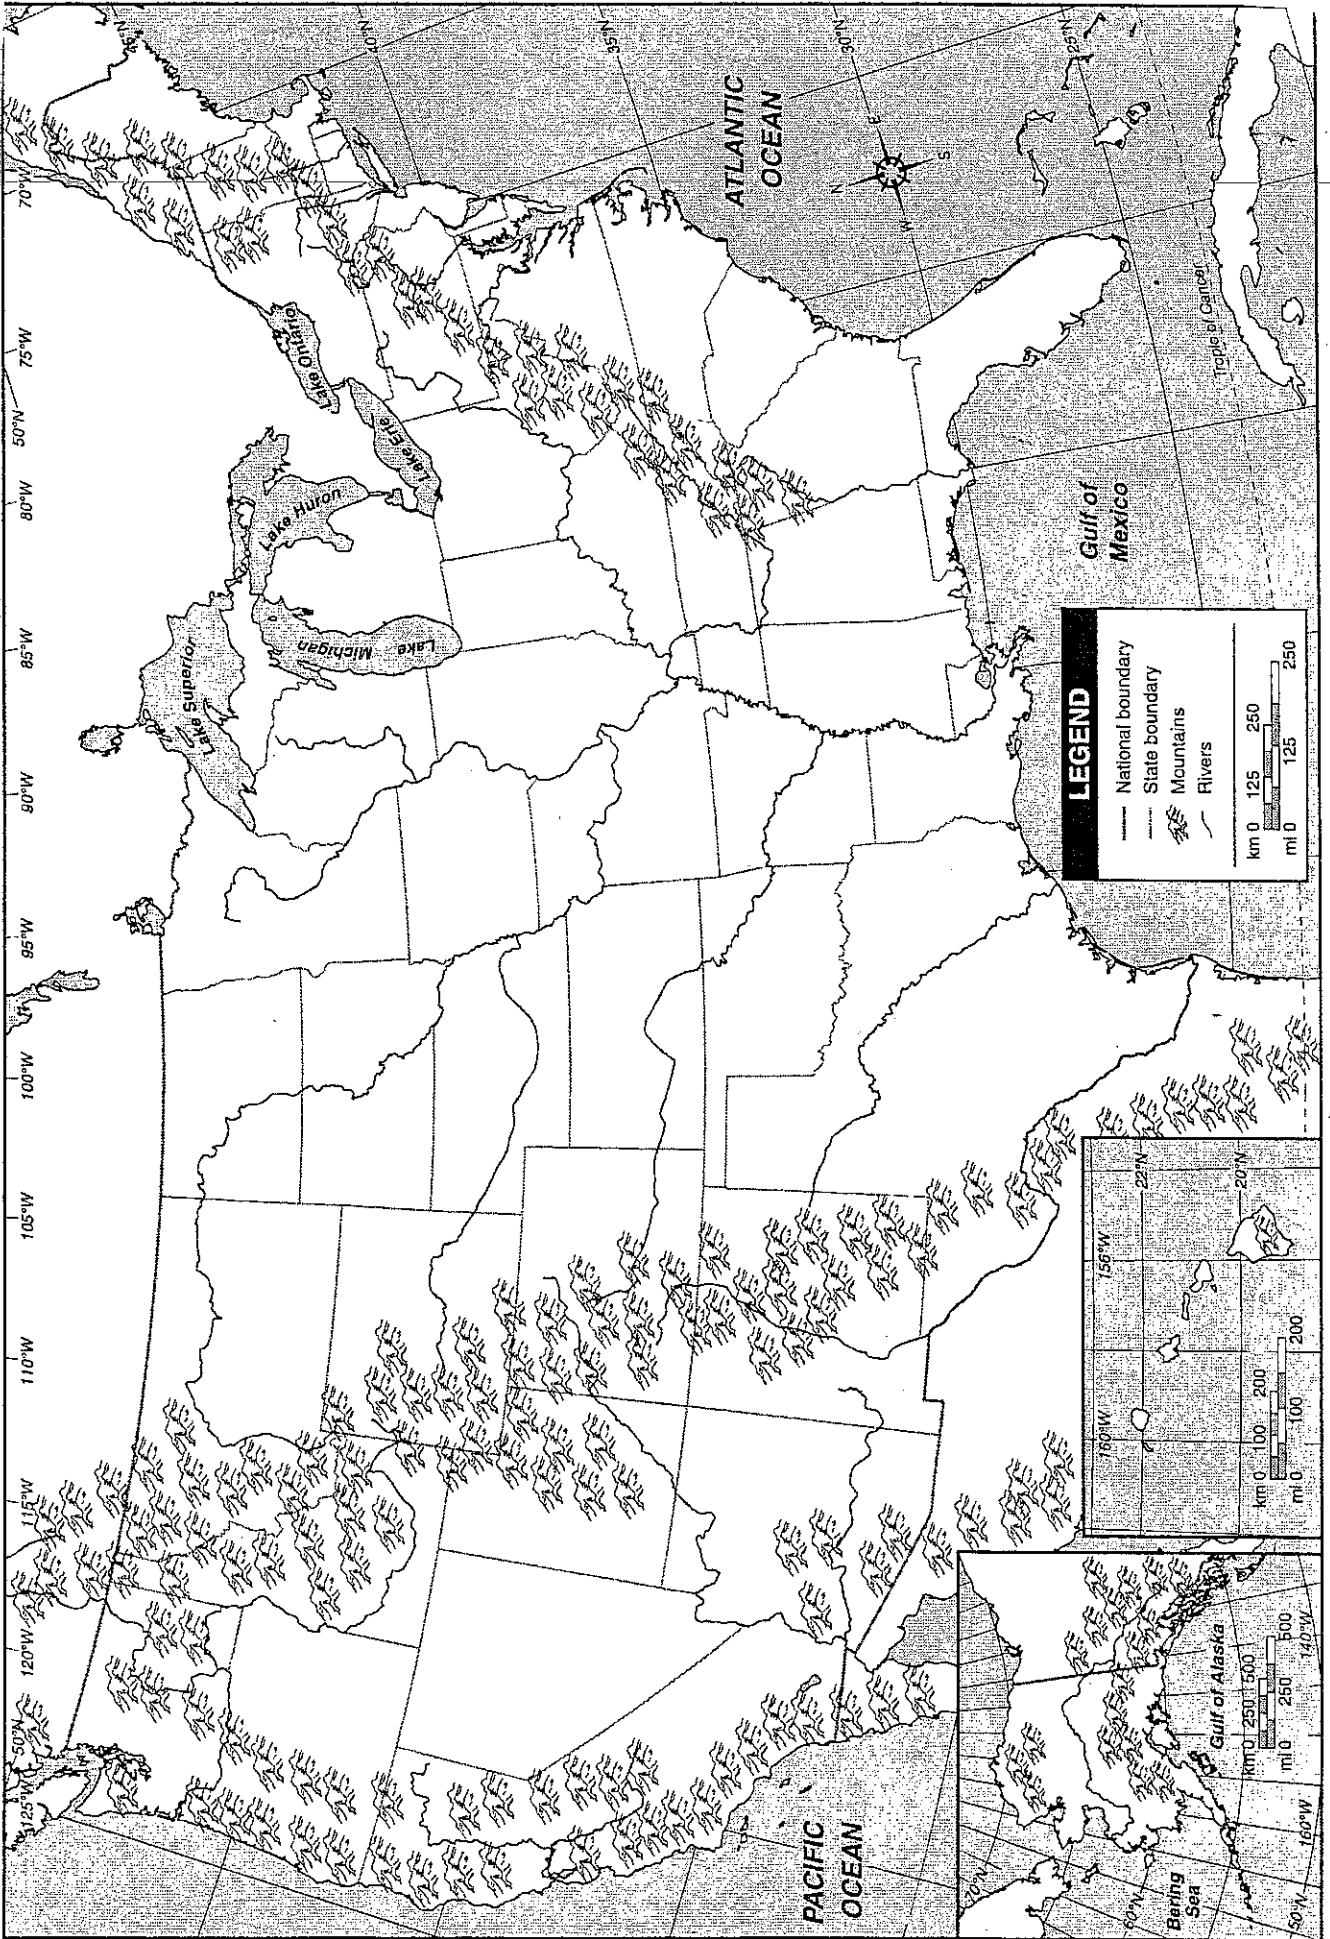 125°W
50°N
120°W
115°W
110°W
105°W
100°W
95°W
90°W
85°W
80°W
50°N
75°W
70°W
Lake Superior
Lake
Michigan
Lake Huron
Lake Ontario
Lake Erie
40°N
35°N
30°N
25°N
ATLANTIC
OCEAN
N
E
S
W
Tropic of Cancer
Gulf of
Mexico
PACIFIC
OCEAN
LEGEND
National boundary
State boundary
Mountains
Rivers
km 0 125 250
mi 0 125 250
160°W
156°W
22°N
20°N
km 0 100 200
mi 0 100 200
70°N
60°N
Bering
Sea
50°N
160°W
Gulf of Alaska
km 0 250 500
mi 0 250 500
140°W